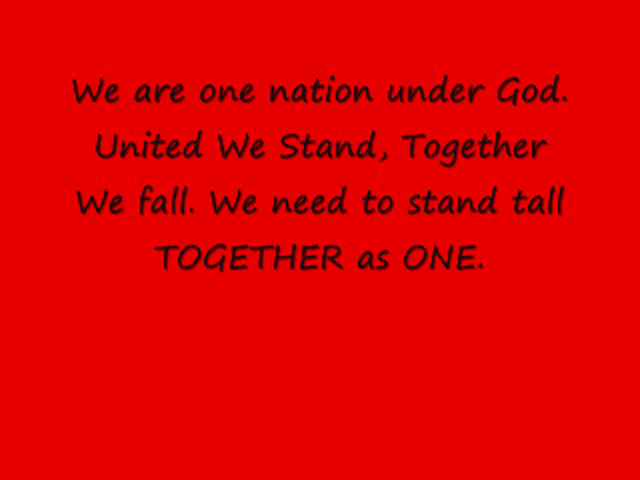 We are one nation under God.
United We Stand, Together
We fall. We need to stand tall
TOGETHER as ONE.